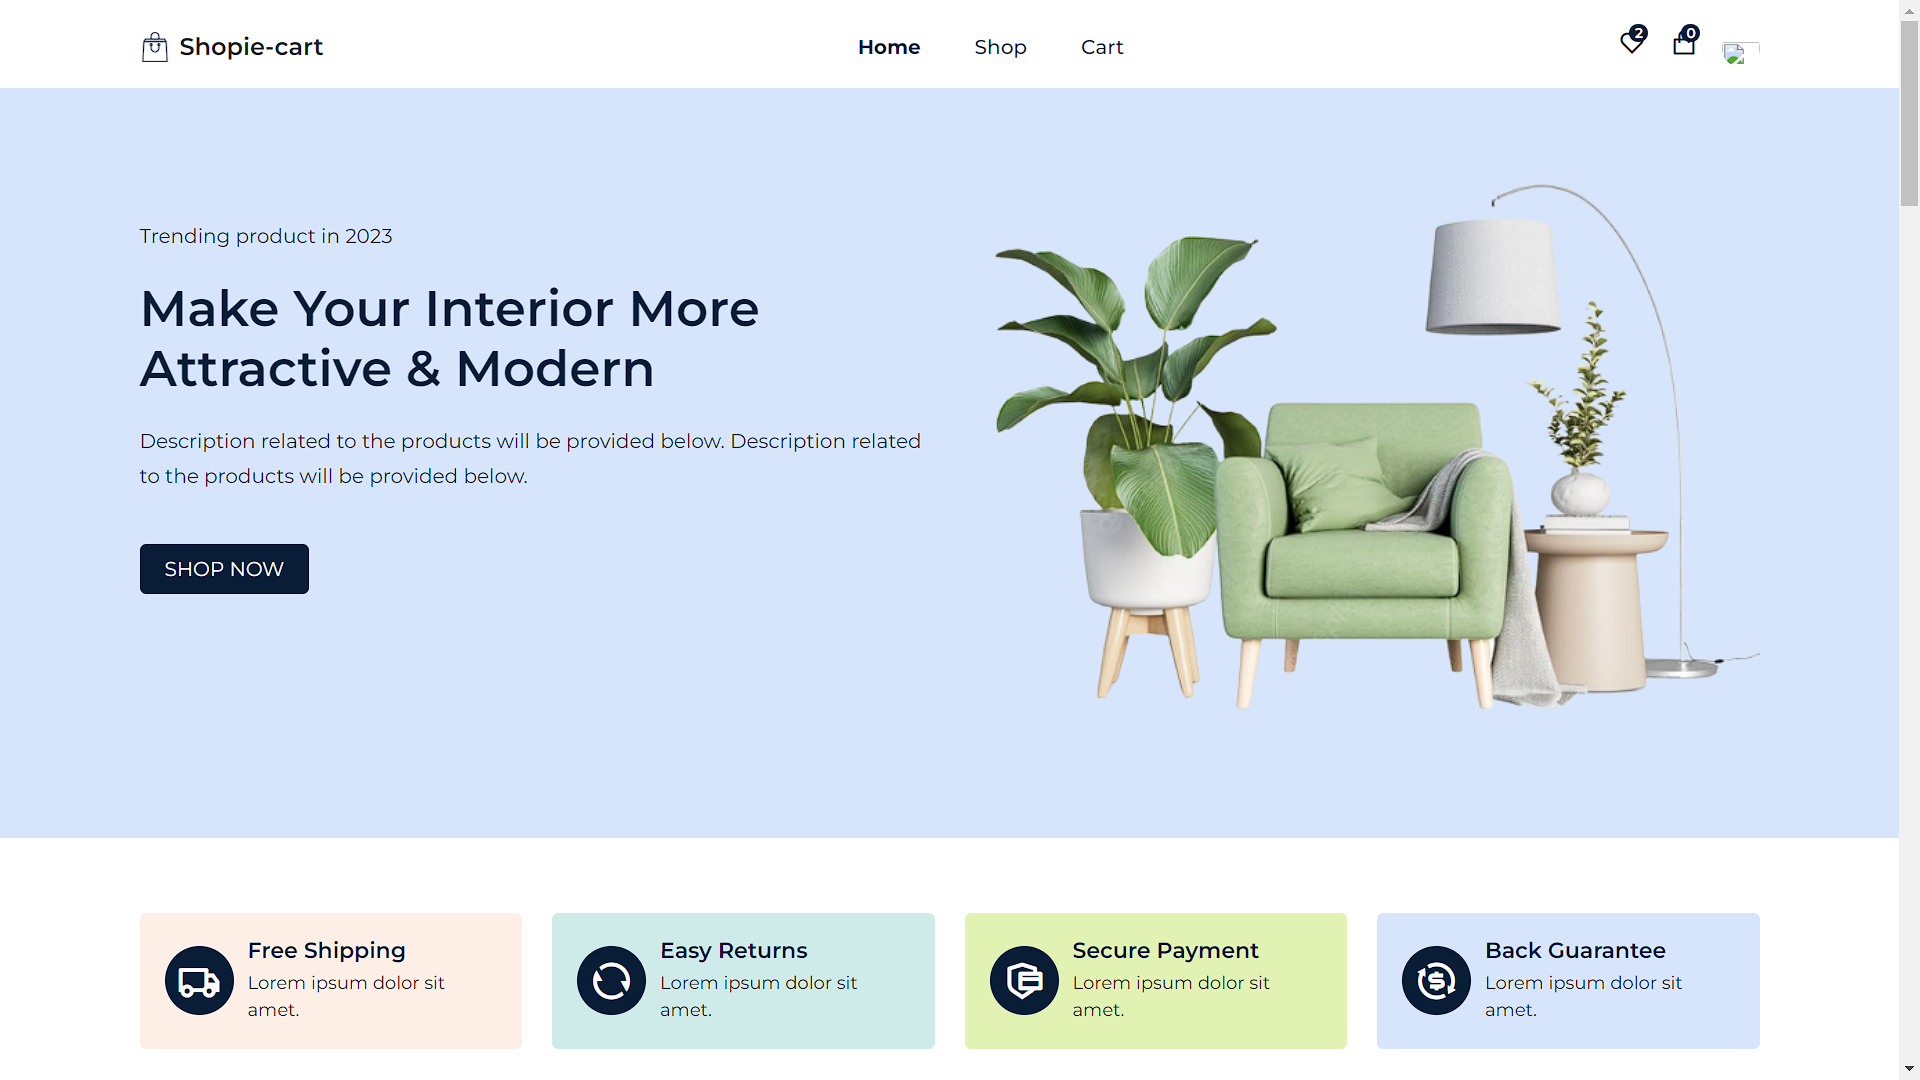 Shopie-cart
Home
Shop
Cart
2
0
Trending product in 2023
Make Your Interior More
Attractive & Modern
Description related to the products will be provided below. Description related
to the products will be provided below.
SHOP NOW
Free Shipping
Lorem ipsum dolor sit
amet.
Easy Returns
Lorem ipsum dolor sit
amet.
Secure Payment
Lorem ipsum dolor sit
amet.
Back Guarantee
Lorem ipsum dolor sit
amet.